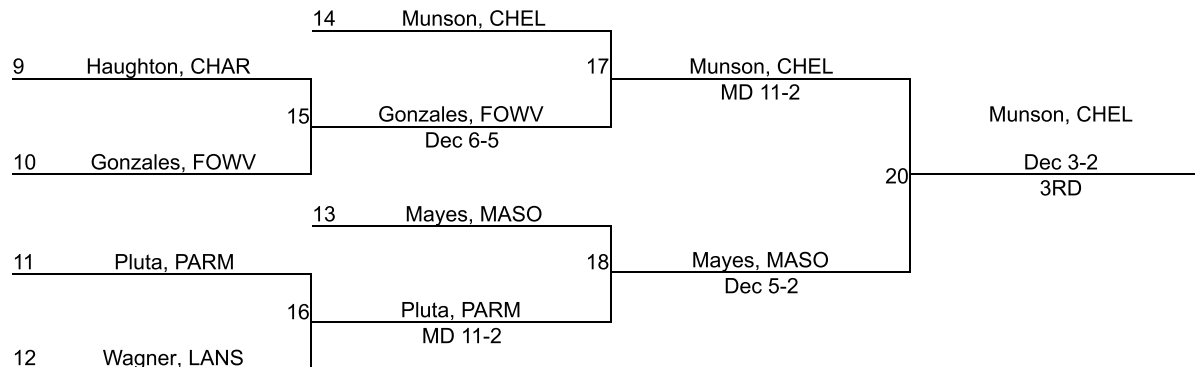 14 Munson, CHEL
9 Haughton, CHAR
17 Munson, CHEL
MD 11-2
15 Gonzales, FOWV
Dec 6-5
Munson, CHEL
10 Gonzales, FOWV
20 Dec 3-2
3RD
13 Mayes, MASO
11 Pluta, PARM
18 Mayes, MASO
Dec 5-2
16 Pluta, PARM
MD 11-2
12 Wagner, LANS